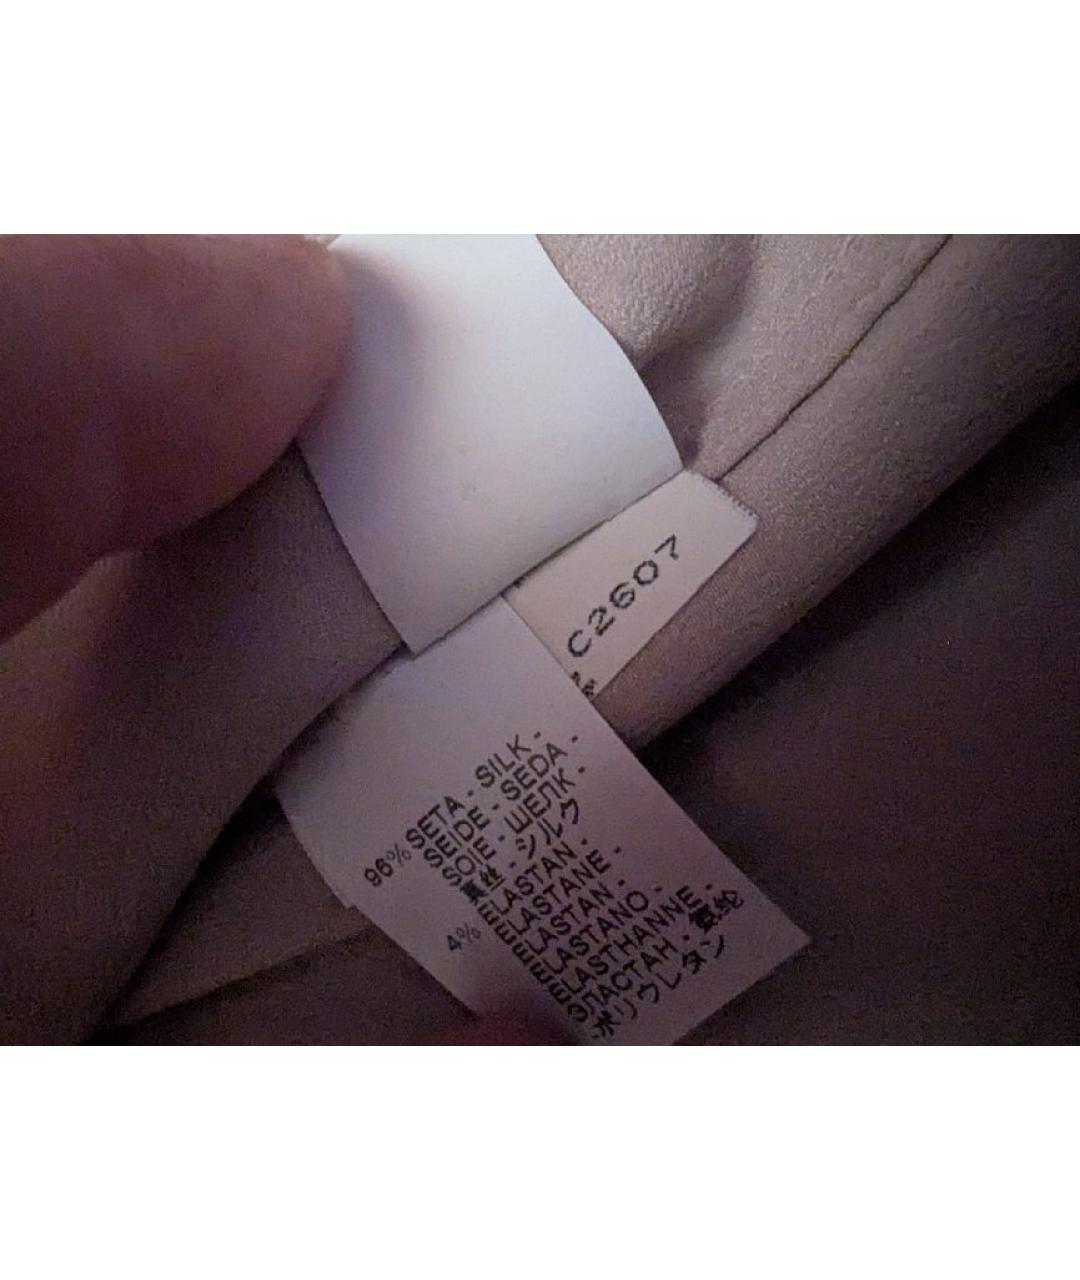 C2607
96% SETA - SILK -
SEIDE - SEDA -
SOIE - ШЕЛК -
真丝 - シルク
4% ELASTAN -
ELASTANE -
ELASTAN -
ELASTANO -
ELASTHANNE -
ЭЛАСТАН - 氨纶
ポリウレタン